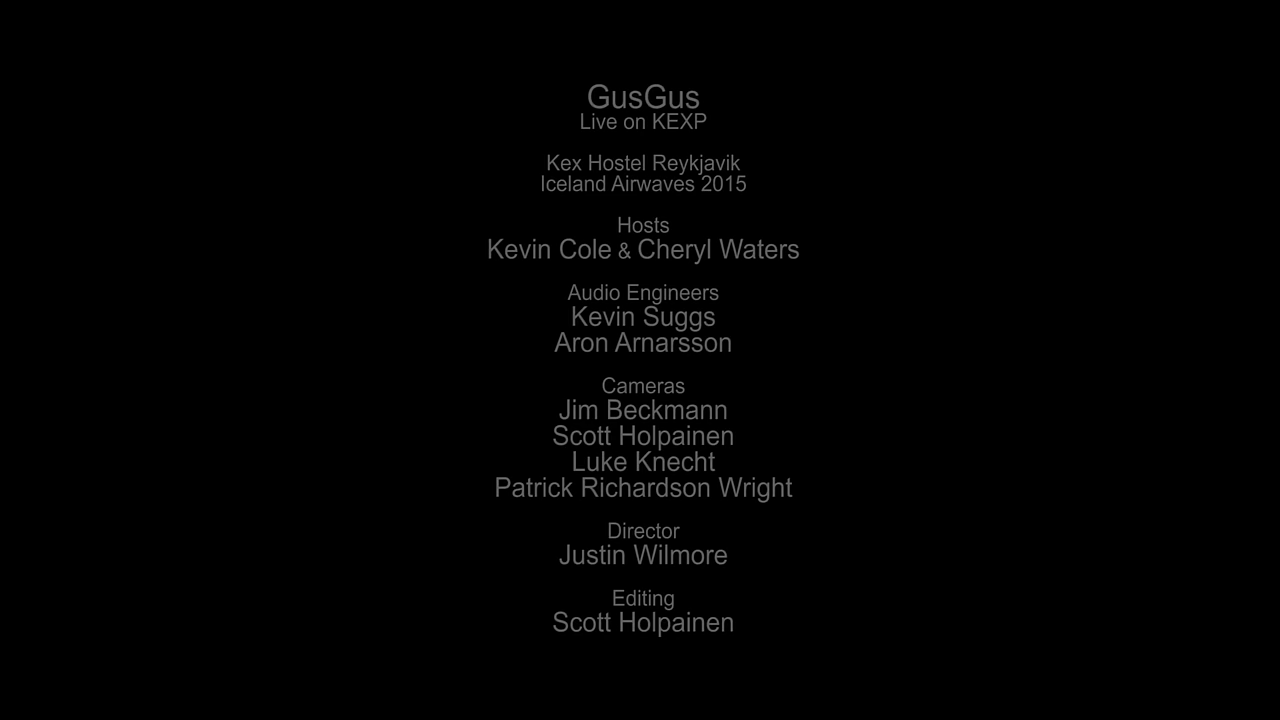 GusGus
Live on KEXP
Kex Hostel Reykjavik
Iceland Airwaves 2015
Hosts
Kevin Cole & Cheryl Waters
Audio Engineers
Kevin Suggs
Aron Arnarsson
Cameras
Jim Beckmann
Scott Holpainen
Luke Knecht
Patrick Richardson Wright
Director
Justin Wilmore
Editing
Scott Holpainen